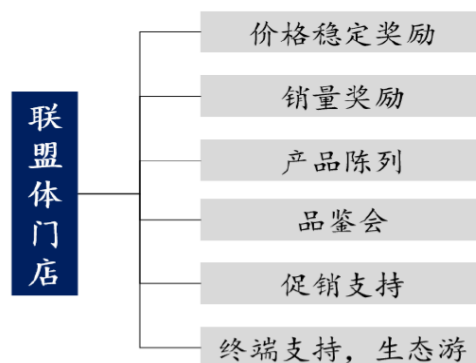 联盟体门店
价格稳定奖励
销量奖励
产品陈列
品鉴会
促销支持
终端支持，生态游